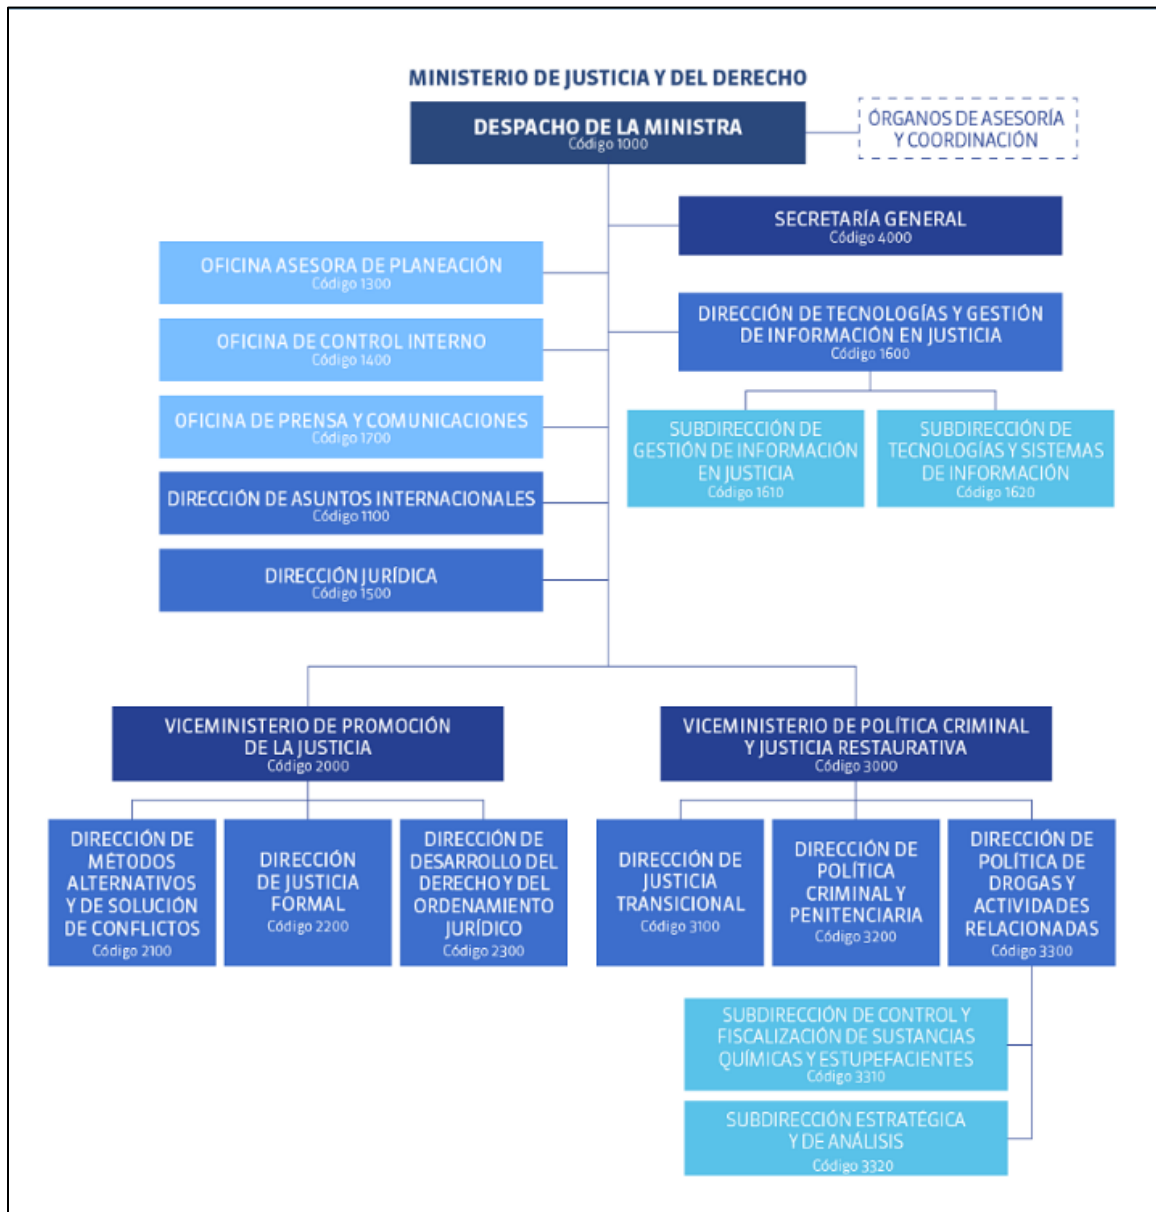 MINISTERIO DE JUSTICIA Y DEL DERECHO
DESPACHO DE LA MINISTRA
Código 1000
ÓRGANOS DE ASESORÍA
Y COORDINACIÓN
SECRETARÍA GENERAL
Código 4000
OFICINA ASESORA DE PLANEACIÓN
Código 1300
OFICINA DE CONTROL INTERNO
Código 1400
OFICINA DE PRENSA Y COMUNICACIONES
Código 1700
DIRECCIÓN DE ASUNTOS INTERNACIONALES
Código 1100
DIRECCIÓN JURÍDICA
Código 1500
DIRECCIÓN DE TECNOLOGÍAS Y GESTIÓN
DE INFORMACIÓN EN JUSTICIA
Código 1600
SUBDIRECCIÓN DE
GESTIÓN DE INFORMACIÓN
EN JUSTICIA
Código 1610
SUBDIRECCIÓN DE
TECNOLOGÍAS Y SISTEMAS
DE INFORMACIÓN
Código 1620
VICEMINISTERIO DE PROMOCIÓN
DE LA JUSTICIA
Código 2000
DIRECCIÓN DE
MÉTODOS
ALTERNATIVOS
Y DE SOLUCIÓN
DE CONFLICTOS
Código 2100
DIRECCIÓN
DE JUSTICIA
FORMAL
Código 2200
DIRECCIÓN DE
DESARROLLO DEL
DERECHO Y DEL
ORDENAMIENTO
JURÍDICO
Código 2300
VICEMINISTERIO DE POLÍTICA CRIMINAL
Y JUSTICIA RESTAURATIVA
Código 3000
DIRECCIÓN DE
JUSTICIA
TRANSICIONAL
Código 3100
DIRECCIÓN DE
POLÍTICA
CRIMINAL Y
PENITENCIARIA
Código 3200
DIRECCIÓN DE
POLÍTICA DE
DROGAS Y
ACTIVIDADES
RELACIONADAS
Código 3300
SUBDIRECCIÓN DE CONTROL Y
FISCALIZACIÓN DE SUSTANCIAS
QUÍMICAS Y ESTUPEFACIENTES
Código 3310
SUBDIRECCIÓN ESTRATÉGICA
Y DE ANÁLISIS
Código 3320